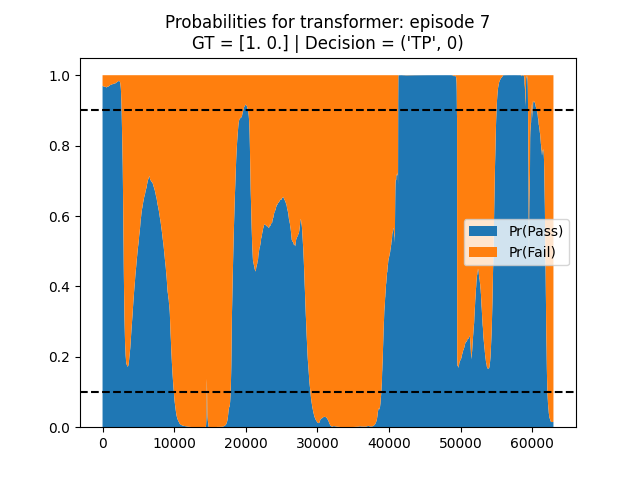 Probabilities for transformer: episode 7
GT = [1. 0.] | Decision = ('TP', 0)
1.0
0.8
0.6
0.4
0.2
0.0
Pr(Pass)
Pr(Fail)
0 10000 20000 30000 40000 50000 60000